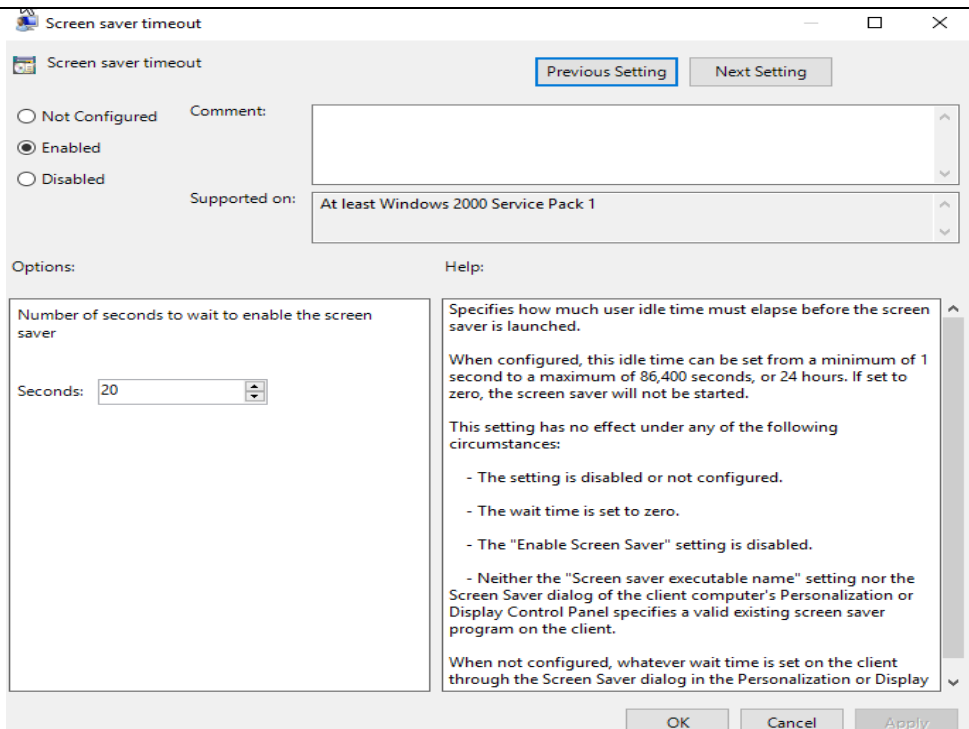 Screen saver timeout
Screen saver timeout
Previous Setting
Next Setting
Not Configured
Enabled
Disabled
Comment:
Supported on:
At least Windows 2000 Service Pack 1
Options:
Help:
Number of seconds to wait to enable the screen
saver
Seconds: 20
Specifies how much user idle time must elapse before the screen
saver is launched.
When configured, this idle time can be set from a minimum of 1
second to a maximum of 86,400 seconds, or 24 hours. If set to
zero, the screen saver will not be started.
This setting has no effect under any of the following
circumstances:
- The setting is disabled or not configured.
- The wait time is set to zero.
- The "Enable Screen Saver" setting is disabled.
- Neither the "Screen saver executable name" setting nor the
Screen Saver dialog of the client computer's Personalization or
Display Control Panel specifies a valid existing screen saver
program on the client.
When not configured, whatever wait time is set on the client
through the Screen Saver dialog in the Personalization or Display
OK
Cancel
Apply